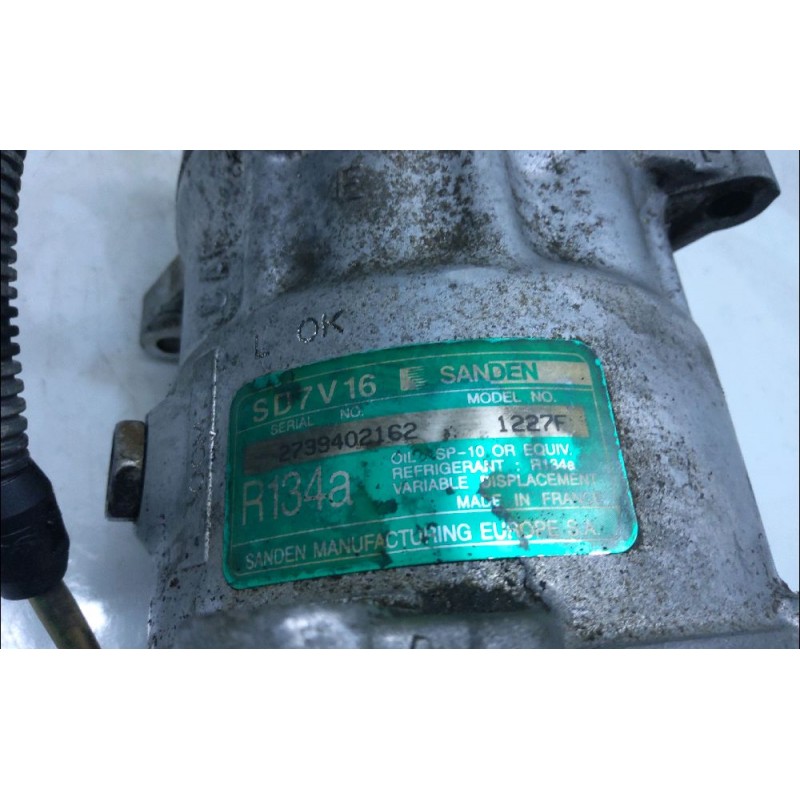 L OK
SD7V16 SANDEN
SERIAL NO. MODEL NO.
2799402162 1227F
OIL: SP-10 OR EQUIV.
REFRIGERANT : R134a
R134a VARIABLE DISPLACEMENT
MADE IN FRANCE
SANDEN MANUFACTURING EUROPE S.A.